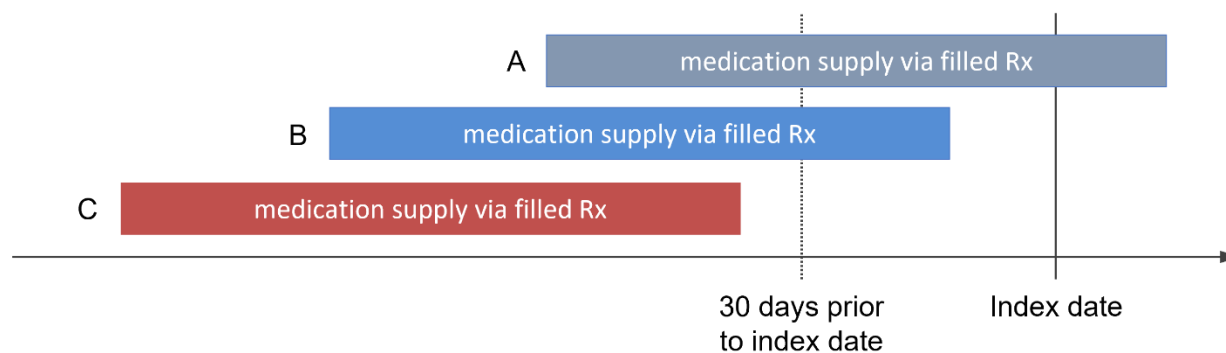 A
medication supply via filled Rx
B
medication supply via filled Rx
C
medication supply via filled Rx
30 days prior
to index date
Index date